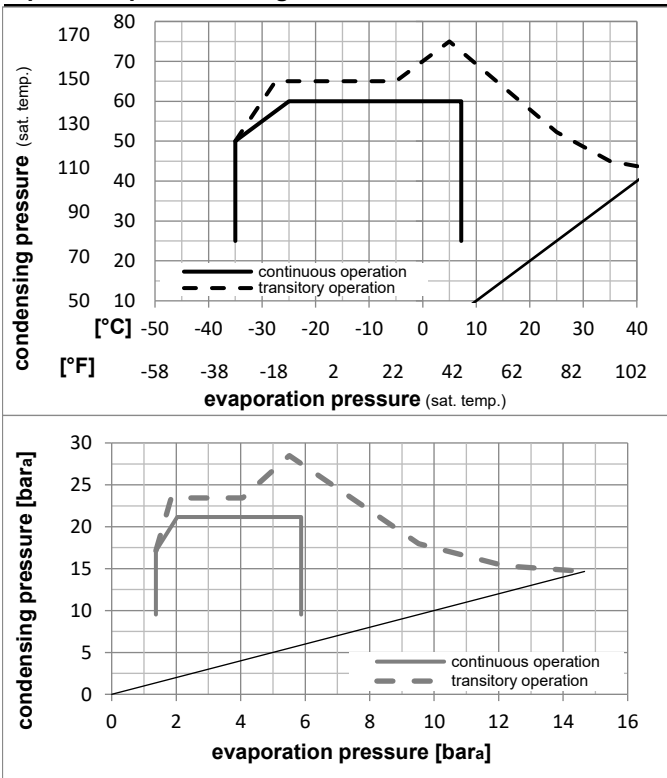 170 80
70
150
60
130
50
110
40
90
30
70
20
50 10
condensing pressure (sat. temp.)
continuous operation
transitory operation
[°C] -50 -40 -30 -20 -10 0 10 20 30 40
[°F] -58 -38 -18 2 22 42 62 82 102
evaporation pressure (sat. temp.)
30
25
20
15
10
5
0
condensing pressure [bara]
continuous operation
transitory operation
0 2 4 6 8 10 12 14 16
evaporation pressure [bara]